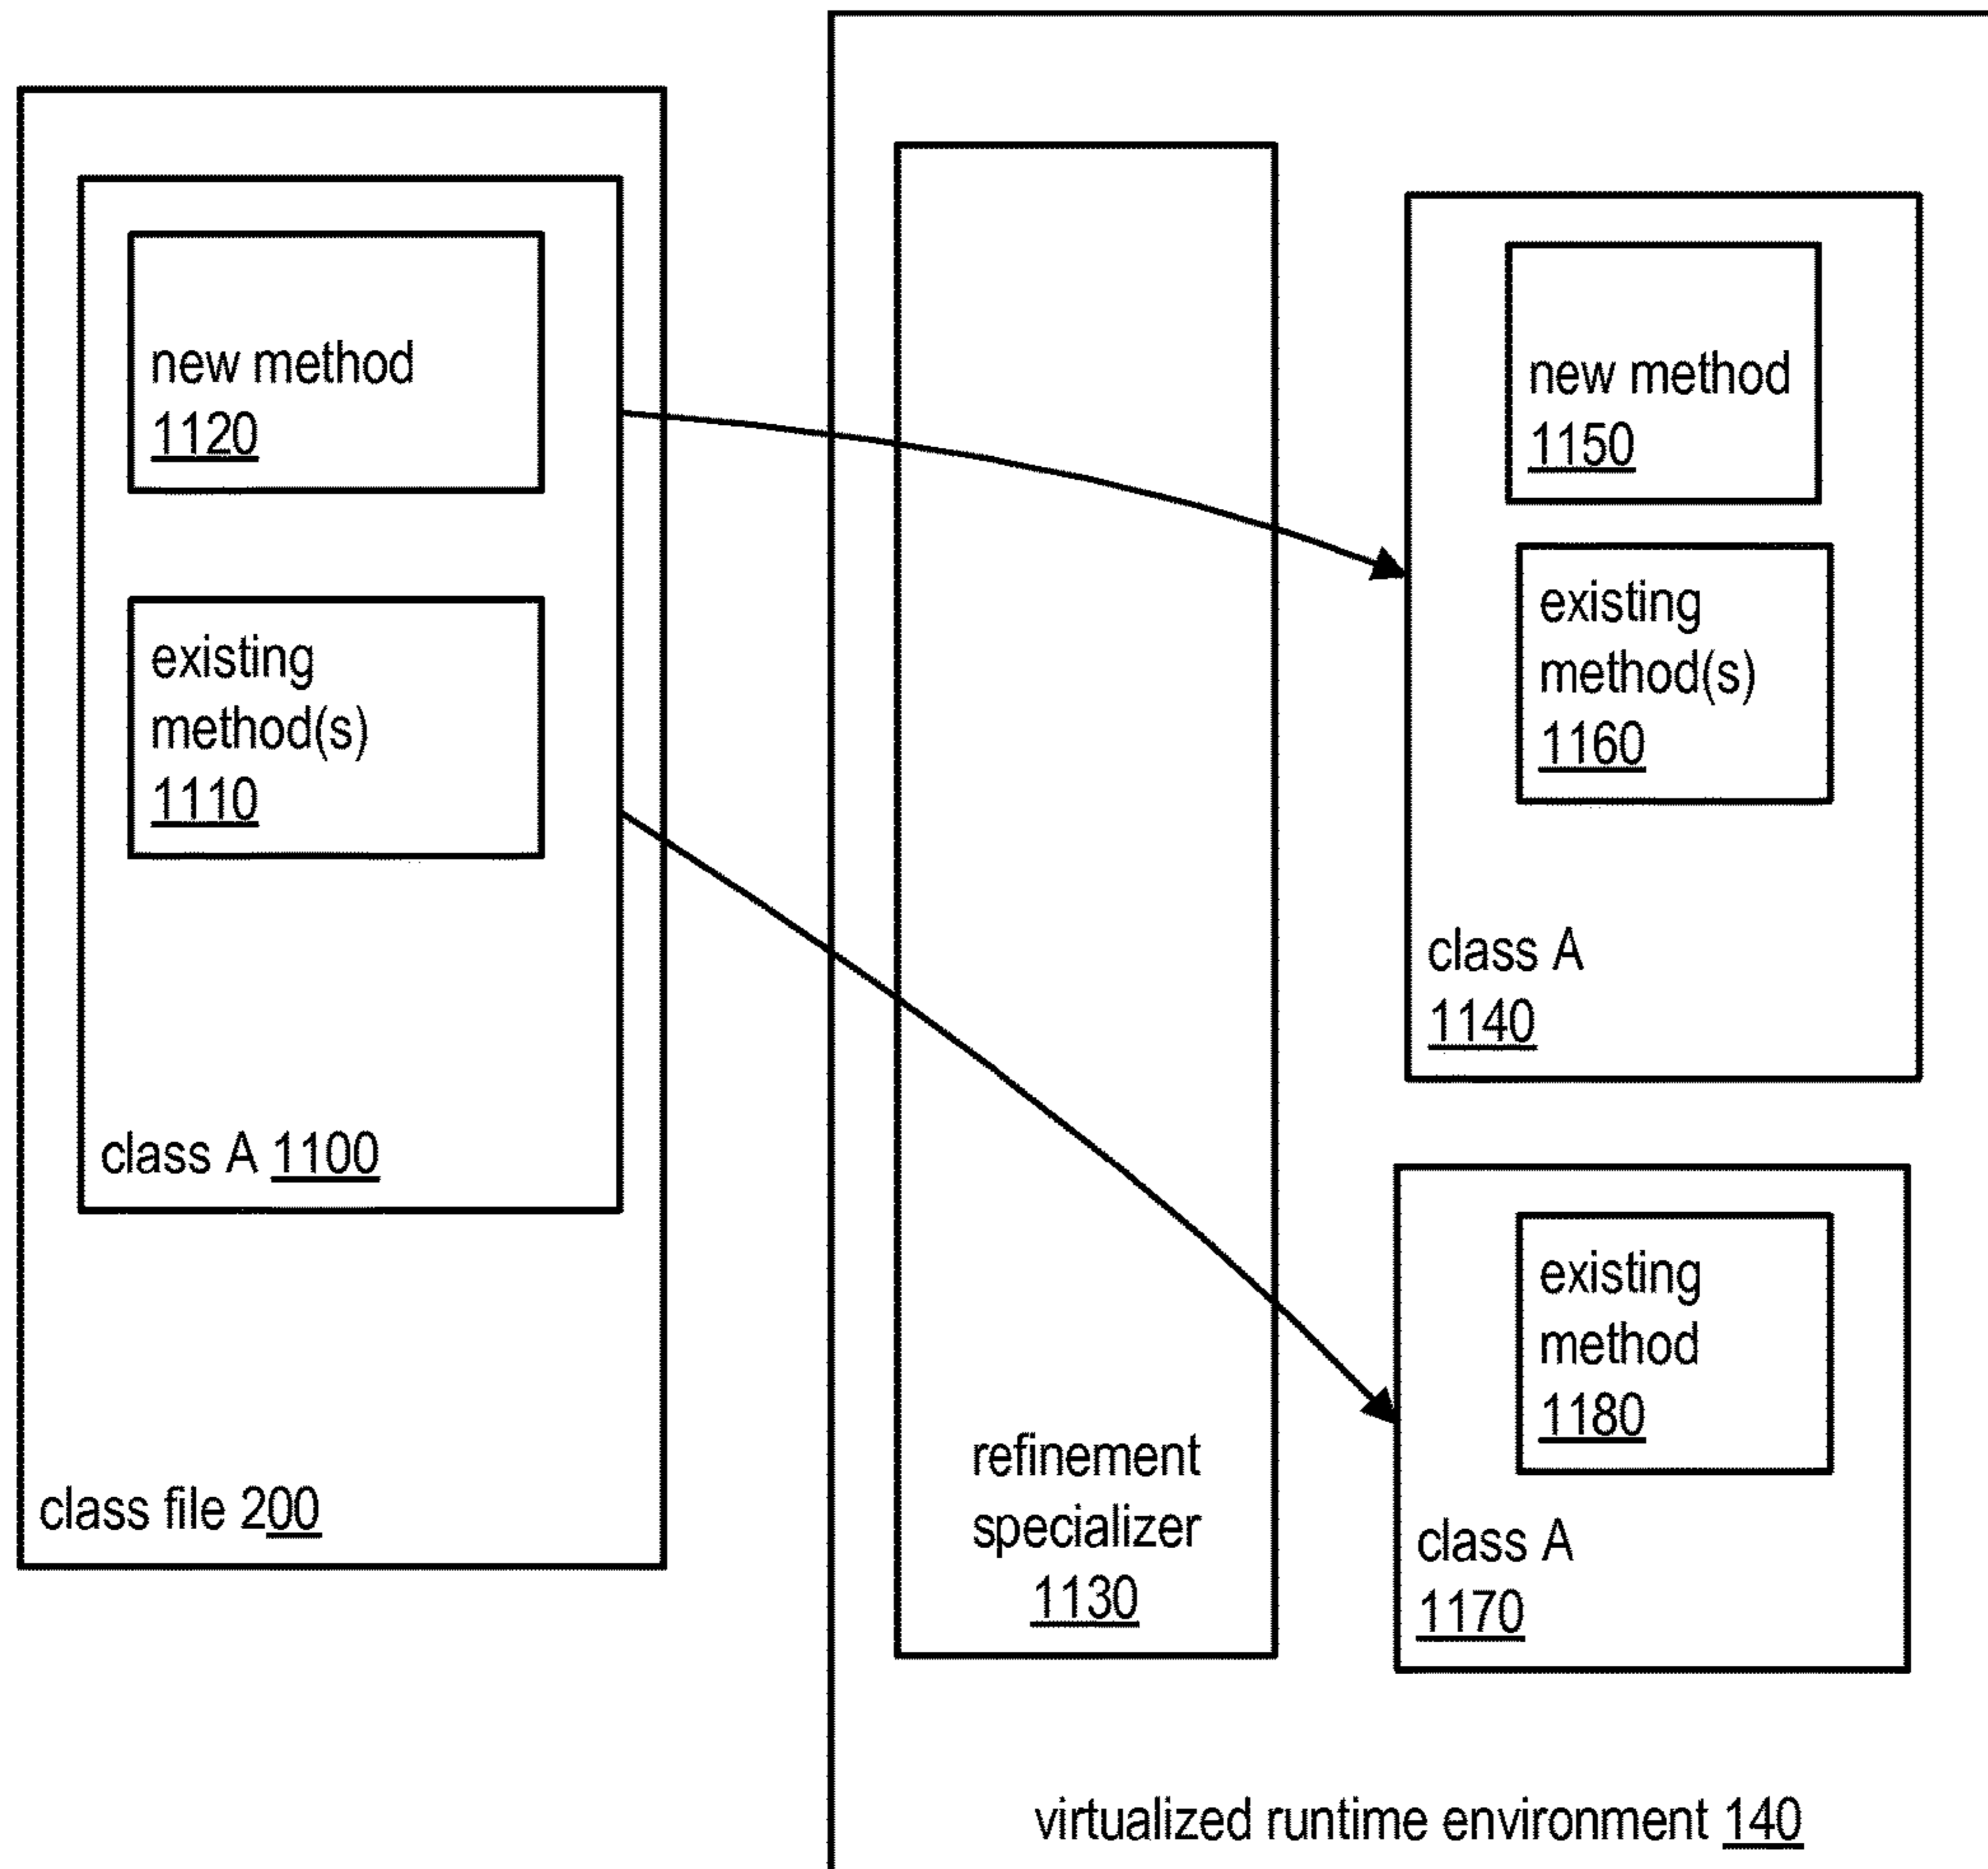 new method
1120
existing
method(s)
1110
class A 1100
class file 200
refinement
specializer
1130
new method
1150
existing
method(s)
1160
class A
1140
existing
method
1180
class A
1170
virtualized runtime environment 140